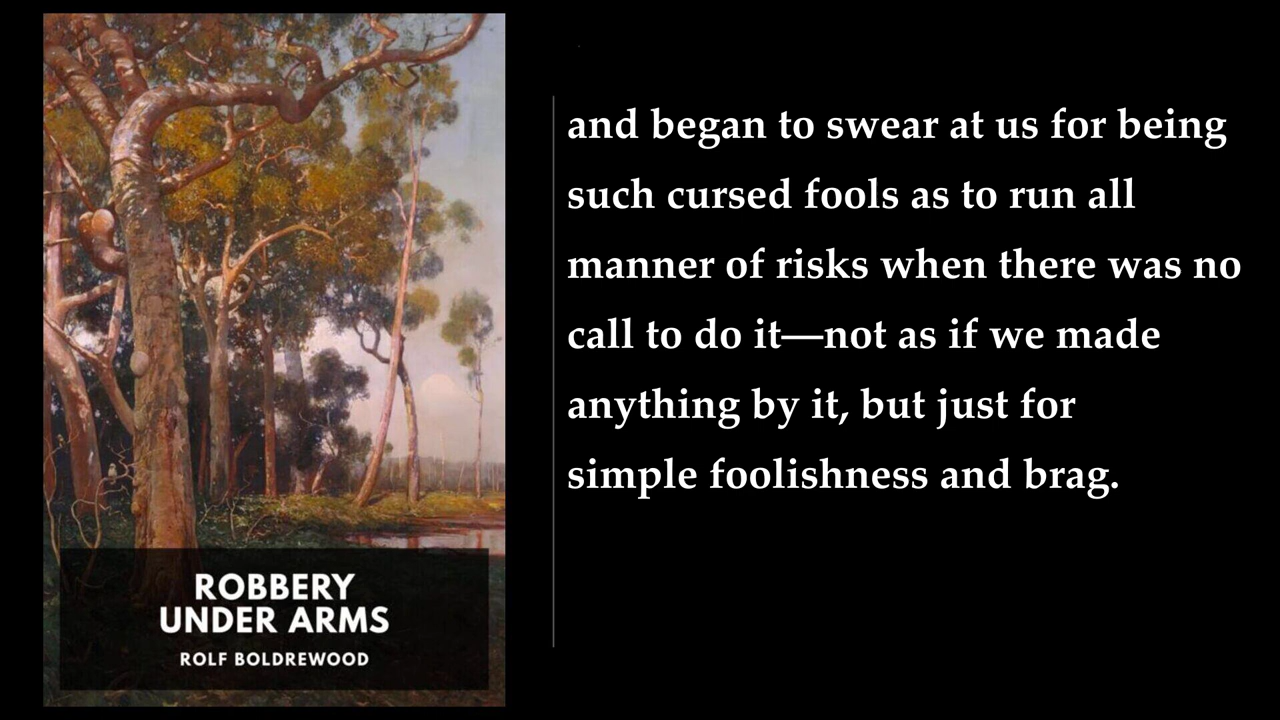 ROBBERY
UNDER ARMS
ROLF BOLDREWOOD
and began to swear at us for being
such cursed fools as to run all
manner of risks when there was no
call to do it—not as if we made
anything by it, but just for
simple foolishness and brag.